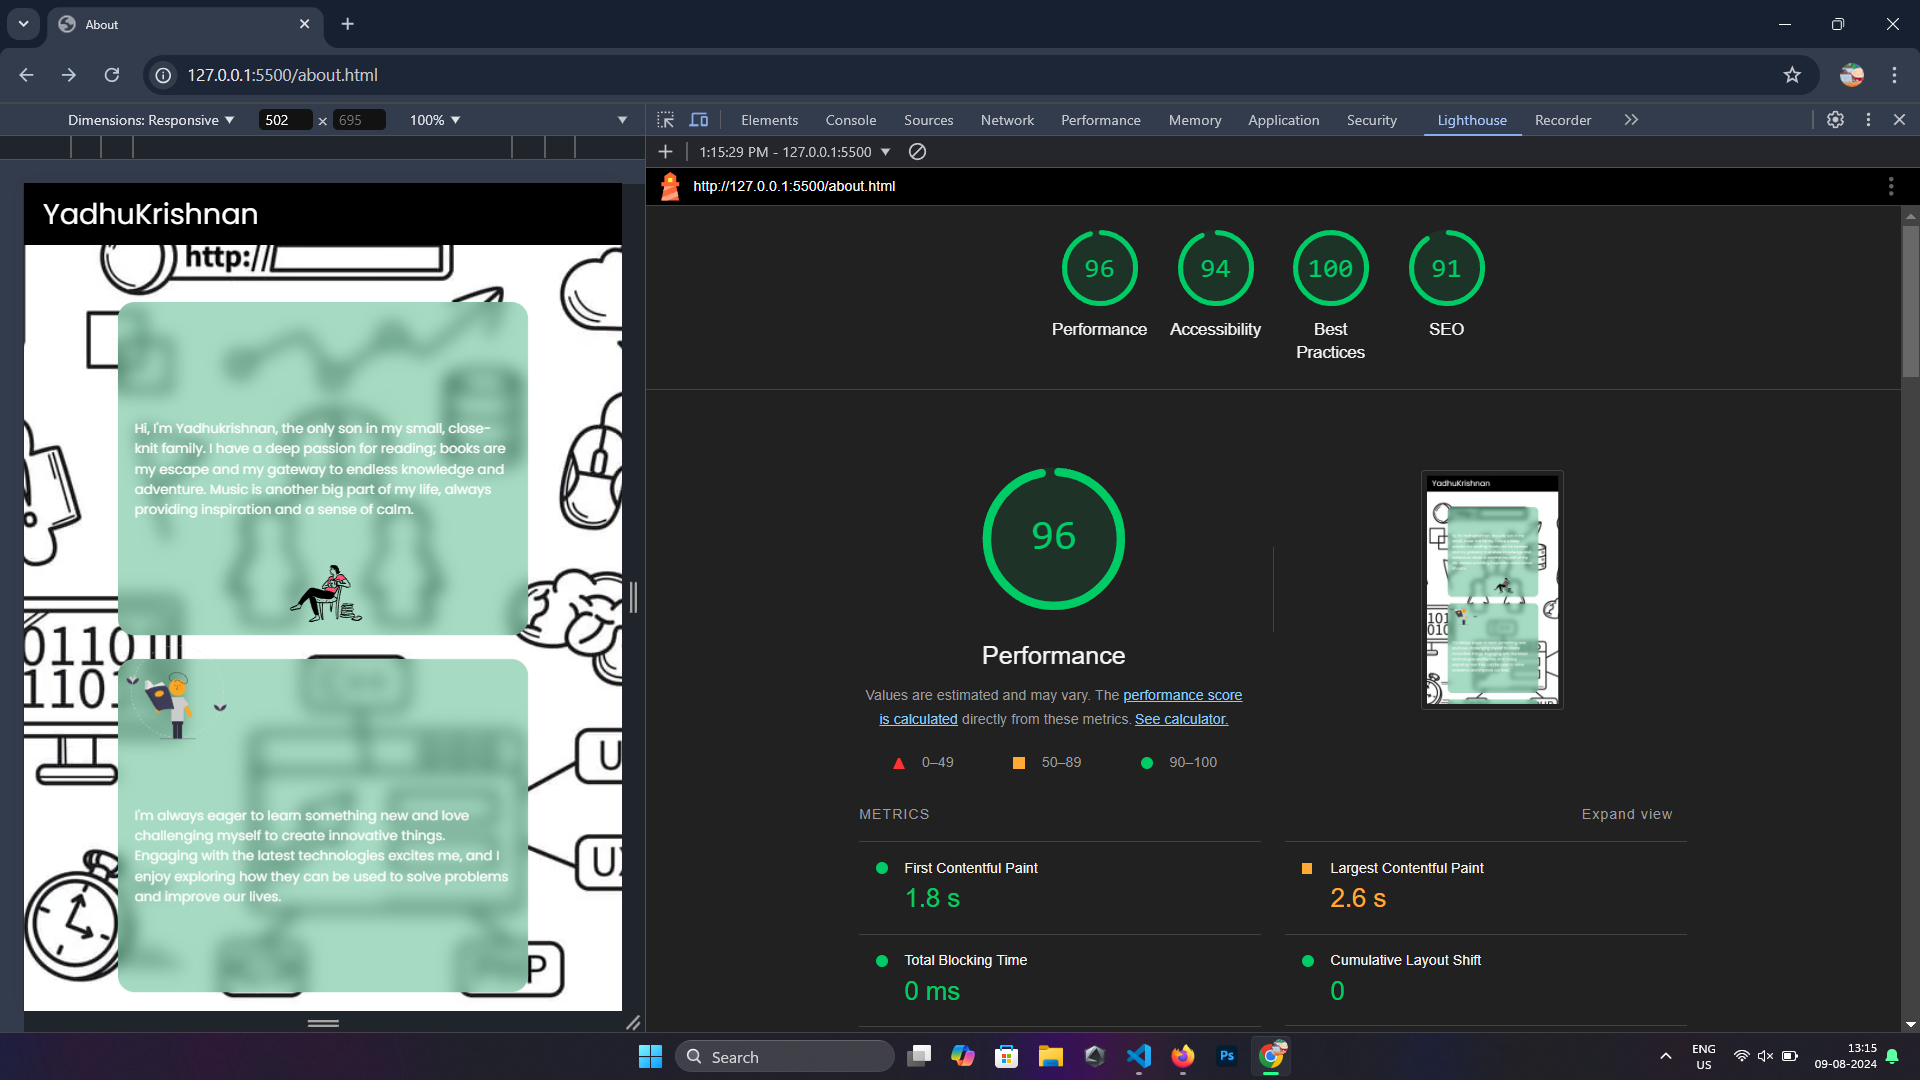 About
127.0.0.1:5500/about.html
Dimensions: Responsive
502 × 695
100%
Elements
Console
Sources
Network
Performance
Memory
Application
Security
Lighthouse
Recorder
1:15:29 PM - 127.0.0.1:5500
http://127.0.0.1:5500/about.html
YadhuKrishnan
http://
Hi, I'm Yadhukrishnan, the only son in my small, close-
knit family. I have a deep passion for reading; books are
my escape and my gateway to endless knowledge and
adventure. Music is another big part of my life, always
providing inspiration and a sense of calm.
01101
1101
I'm always eager to learn something new and love
challenging myself to create innovative things.
Engaging with the latest technologies excites me, and I
enjoy exploring how they can be used to solve problems
and improve our lives.
U
UX
P
96
Performance
94
Accessibility
100
Best
Practices
91
SEO
96
Performance
Values are estimated and may vary. The performance score
is calculated directly from these metrics. See calculator.
0–49
50–89
90–100
YadhuKrishnan
METRICS
Expand view
First Contentful Paint
1.8 s
Largest Contentful Paint
2.6 s
Total Blocking Time
0 ms
Cumulative Layout Shift
0
Search
Ps
ENG
US
13:15
09-08-2024